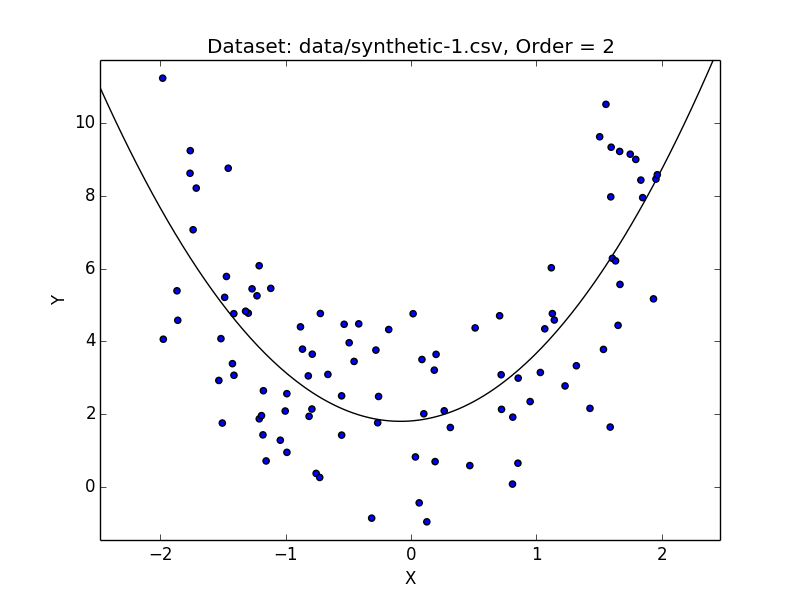 Dataset: data/synthetic-1.csv, Order = 2
10
8
6
4
2
0
Y
−2 −1 0 1 2
X